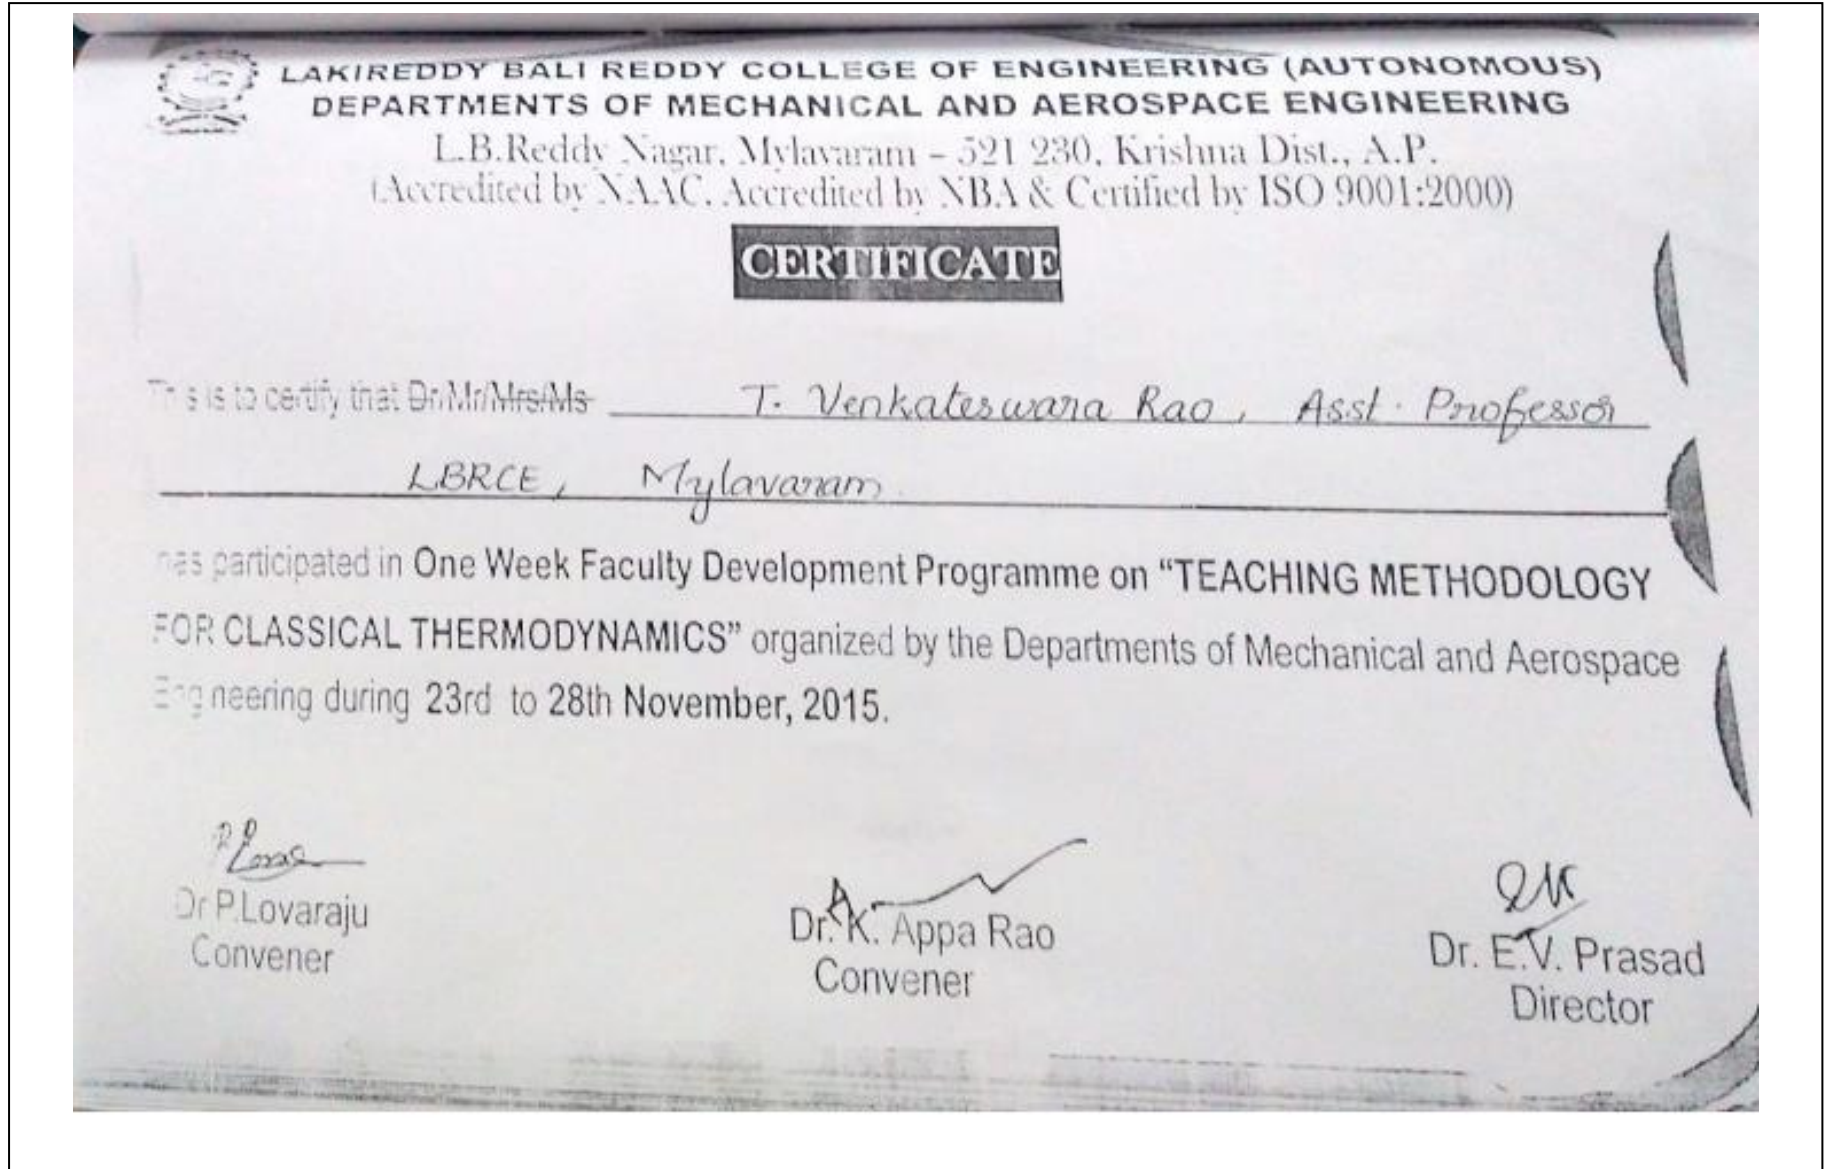 LAKIREDDY BALI REDDY COLLEGE OF ENGINEERING (AUTONOMOUS)
DEPARTMENTS OF MECHANICAL AND AEROSPACE ENGINEERING
L.B.Reddy Nagar, Mylavaram – 521 230, Krishna Dist., A.P.
(Accredited by NAAC, Accredited by NBA & Certified by ISO 9001:2000)
CERTIFICATE
This is to certify that Dr/Mr/Mrs/Ms T. Venkateswara Rao, Asst. Professor
LBRCE, Mylavaram
has participated in One Week Faculty Development Programme on “TEACHING METHODOLOGY
FOR CLASSICAL THERMODYNAMICS” organized by the Departments of Mechanical and Aerospace
Engineering during 23rd to 28th November, 2015.
Dr P.Lovaraju
Convener
Dr. K. Appa Rao
Convener
Dr. E.V. Prasad
Director